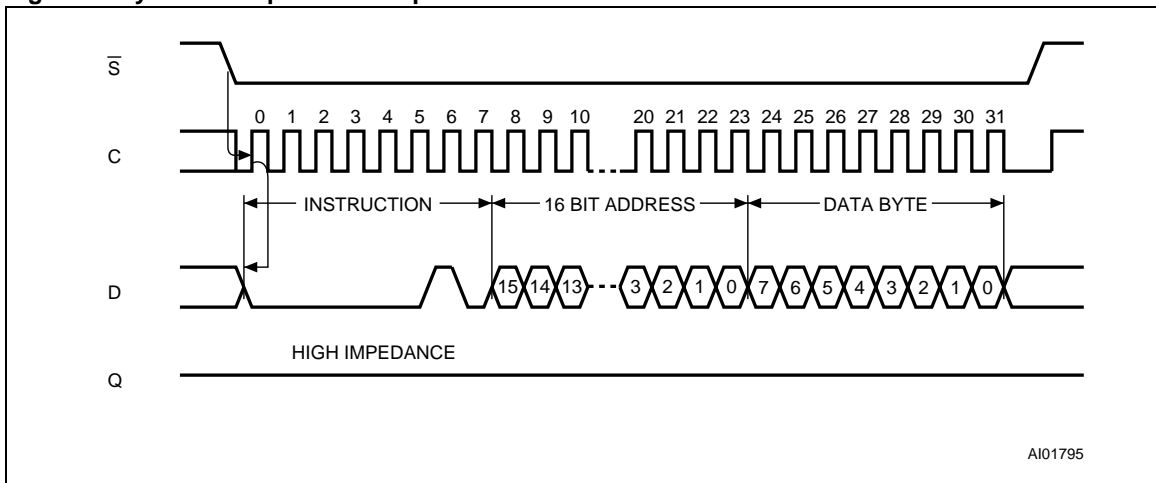 S
0 1 2 3 4 5 6 7 8 9 10 20 21 22 23 24 25 26 27 28 29 30 31
C
INSTRUCTION 16 BIT ADDRESS DATA BYTE
D 15 14 13 3 2 1 0 7 6 5 4 3 2 1 0
HIGH IMPEDANCE
Q
AI01795